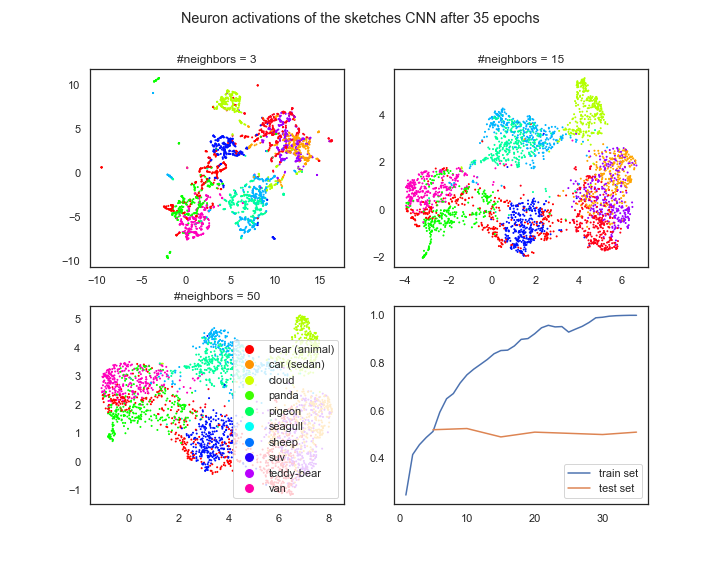 Neuron activations of the sketches CNN after 35 epochs
#neighbors = 3
10
5
0
−5
−10
−10 −5 0 5 10 15
#neighbors = 15
4
2
0
−2
−4 −2 0 2 4 6
#neighbors = 50
5
4
3
2
1
0
−1
0 2 4 6 8
bear (animal)
car (sedan)
cloud
panda
pigeon
seagull
sheep
suv
teddy-bear
van
1.0
0.8
0.6
0.4
0 10 20 30
train set
test set